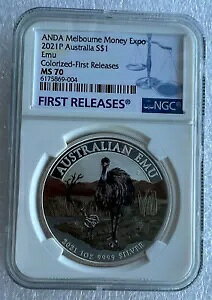 ANDA Melbourne Money Expo
2021P Australia S$1
Emu
Colorized-First Releases
MS 70
6175869-004
FIRST RELEASES
NGC
AUSTRALIAN EMU
2021 1OZ 9999 SILVER